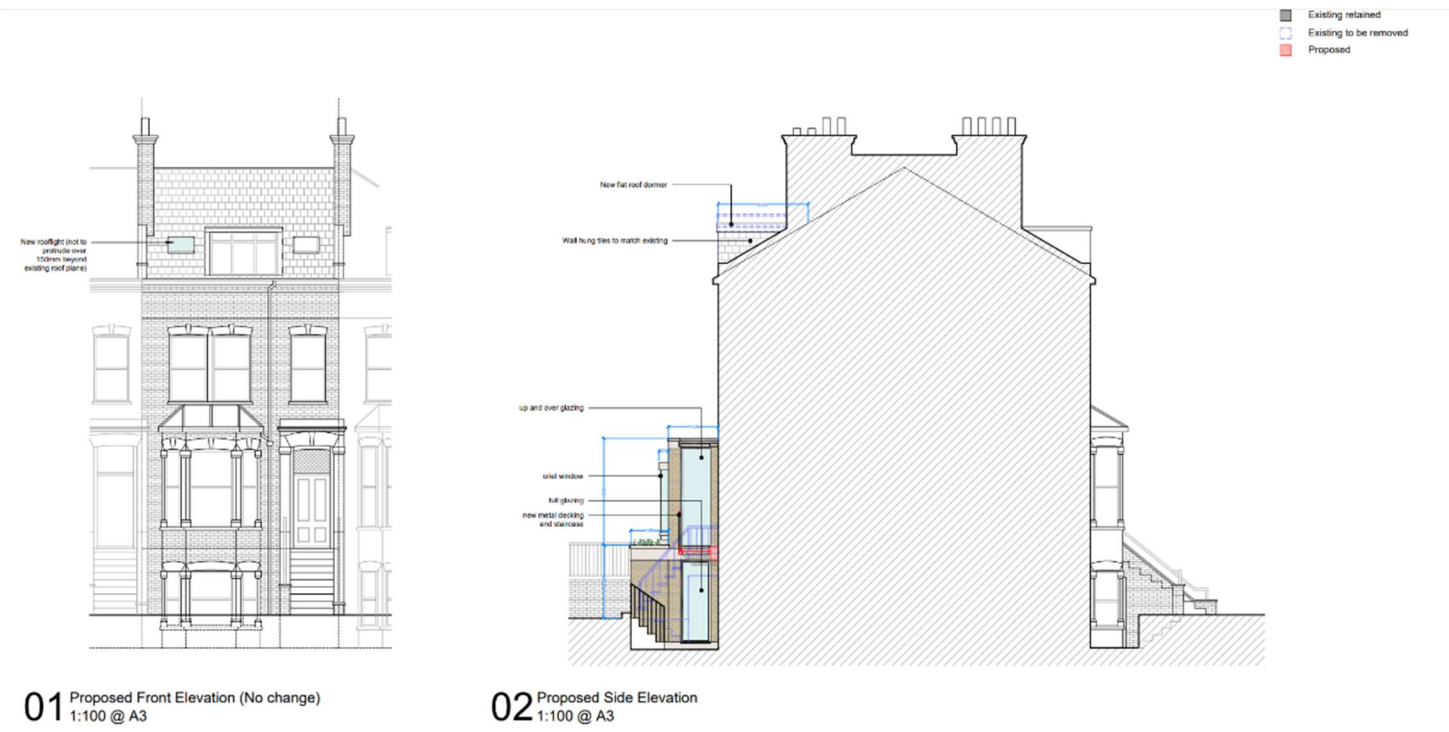 Existing retained
Existing to be removed
Proposed
New rooflight (not to
protrude over
150mm beyond
existing roof plane)
New flat roof dormer
Wall hung tiles to match existing
up and over glazing
oriel window
full glazing
new metal decking
and staircase
01 Proposed Front Elevation (No change)
1:100 @ A3
02 Proposed Side Elevation
1:100 @ A3